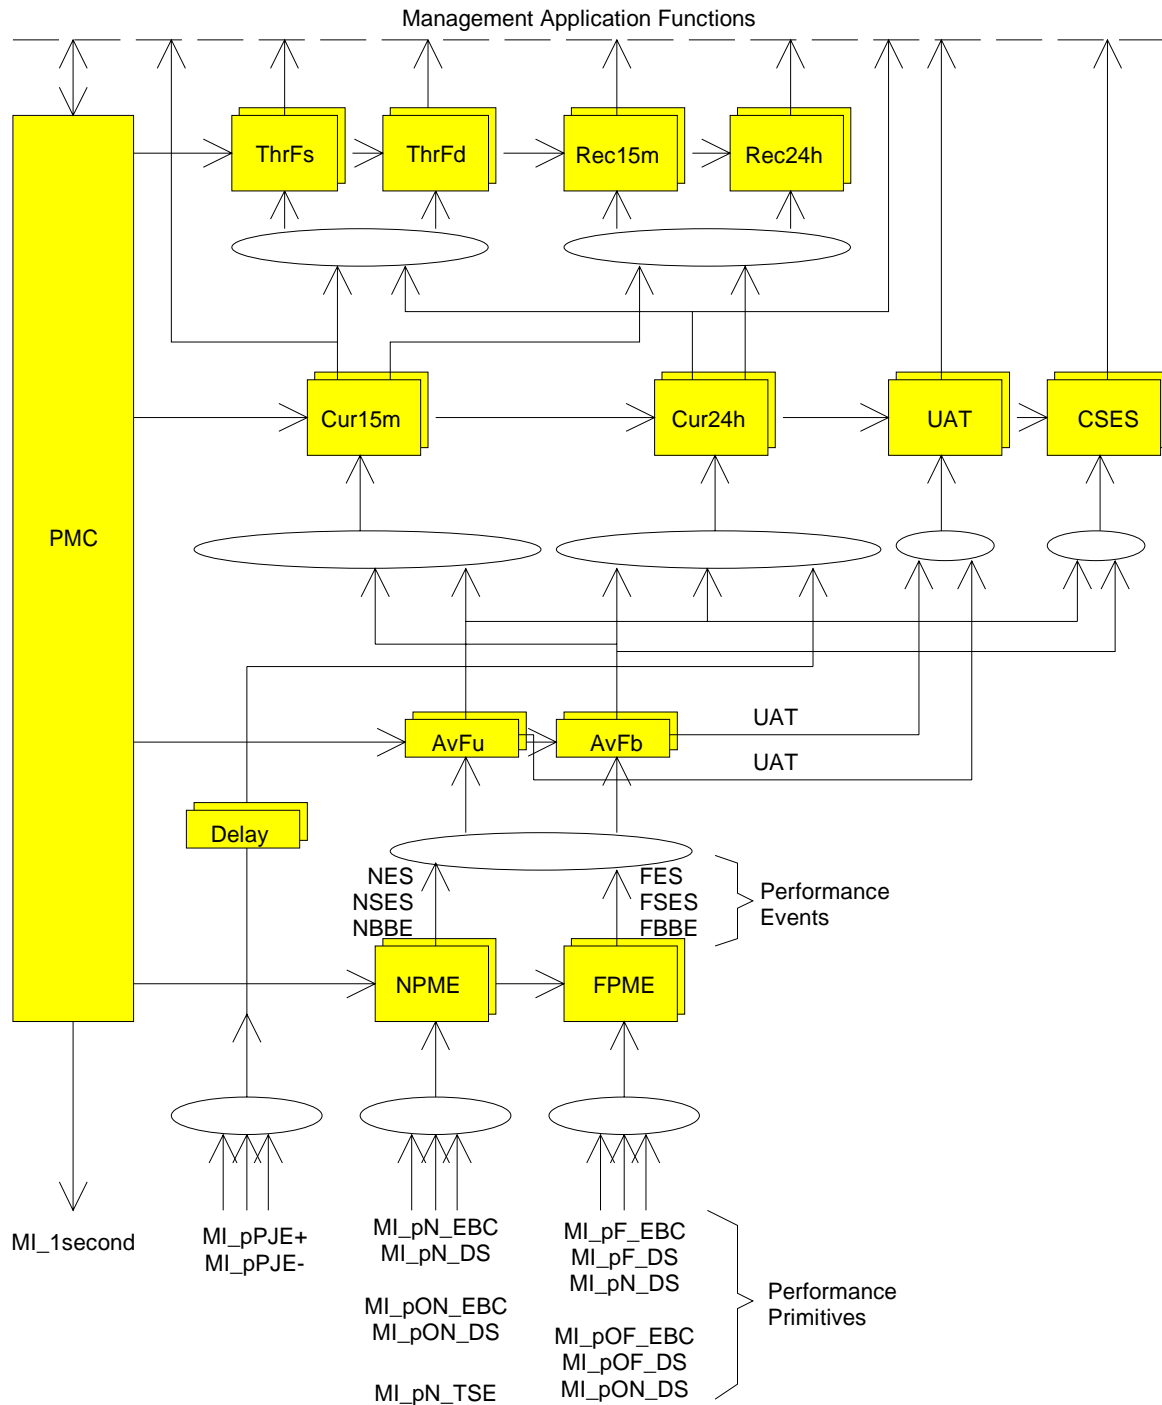 Management Application Functions
ThrFs
ThrFd
Rec15m
Rec24h
Cur15m
Cur24h
UAT
CSES
PMC
UAT
AvFu
AvFb
UAT
Delay
NES
NSES
NBBE
FES
FSES
FBBE
Performance
Events
NPME
FPME
MI_1second
MI_pPJE+
MI_pPJE-
MI_pN_EBC
MI_pN_DS
MI_pON_EBC
MI_pON_DS
MI_pN_TSE
MI_pF_EBC
MI_pF_DS
MI_pN_DS
MI_pOF_EBC
MI_pOF_DS
MI_pON_DS
Performance
Primitives